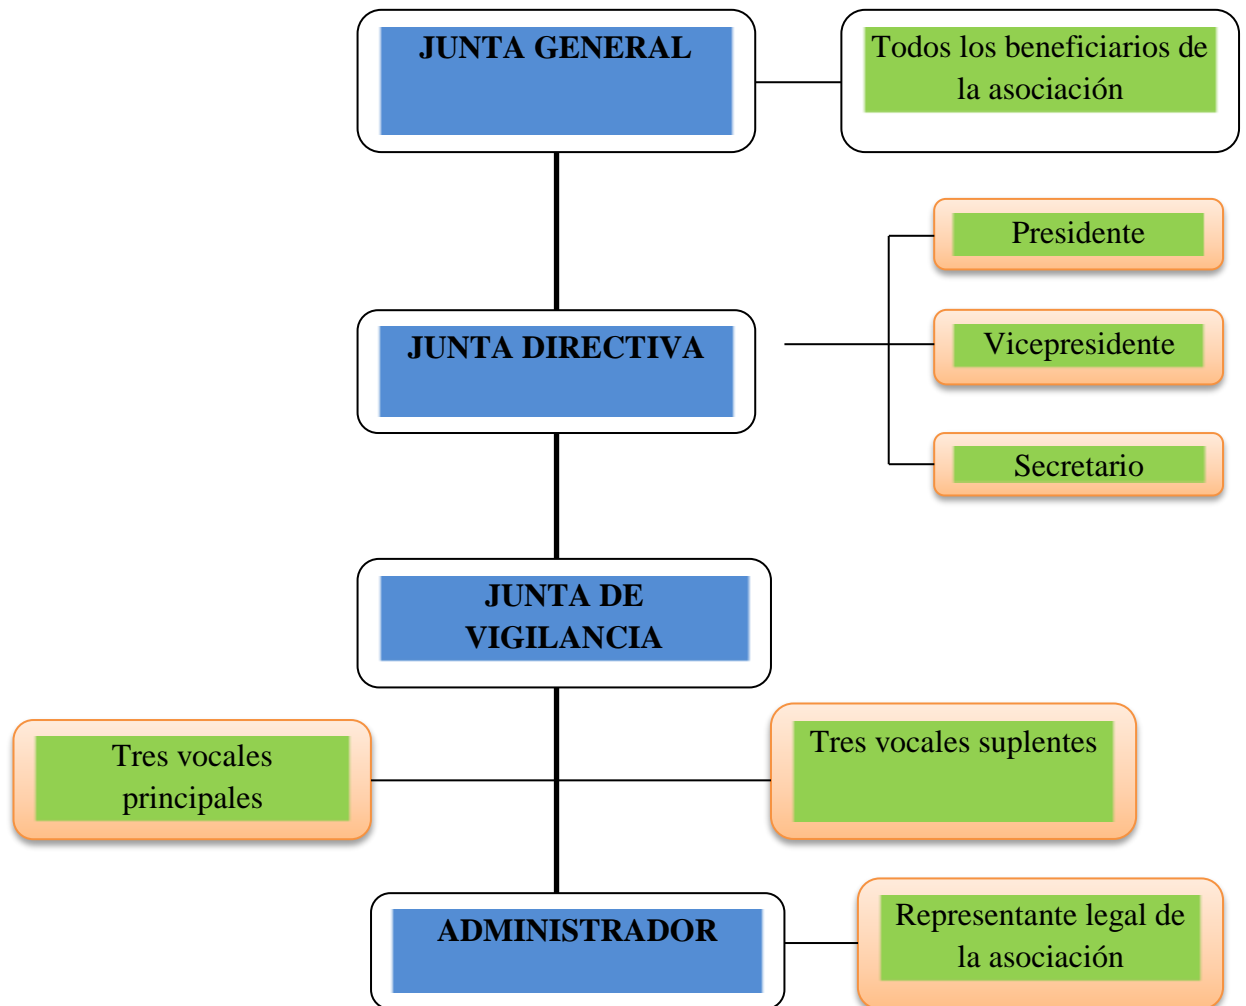 JUNTA GENERAL
Todos los beneficiarios de
la asociación
Presidente
JUNTA DIRECTIVA
Vicepresidente
Secretario
JUNTA DE
VIGILANCIA
Tres vocales
principales
Tres vocales suplentes
ADMINISTRADOR
Representante legal de
la asociación